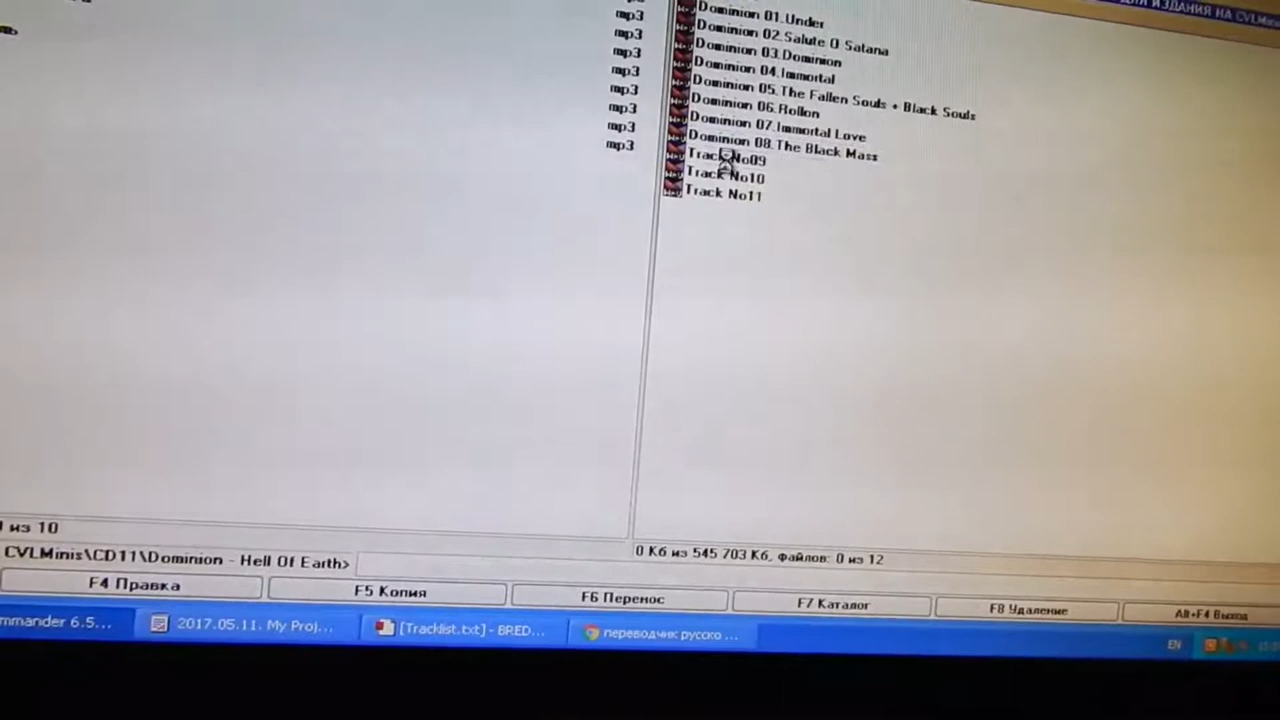 ДЛЯ ИЗДАНИЯ НА CVLMinis
mp3
mp3
mp3
mp3
mp3
mp3
mp3
mp3
Dominion 01.Under
Dominion 02.Salute O Satana
Dominion 03.Dominion
Dominion 04.Immortal
Dominion 05.The Fallen Souls + Black Souls
Dominion 06.Rollon
Dominion 07.Immortal Love
Dominion 08.The Black Mass
Track No09
Track No10
Track No11
из 10
0 Кб из 545 703 Кб, файлов: 0 из 12
CVLMinis\CD11\Dominion - Hell Of Earth>
F4 Правка
F5 Копия
F6 Перенос
F7 Каталог
F8 Удаление
Alt+F4 Выход
mmander 6.5...
2017.05.11. My Proj...
[Tracklist.txt] - BRED...
переводчик русско ...
EN